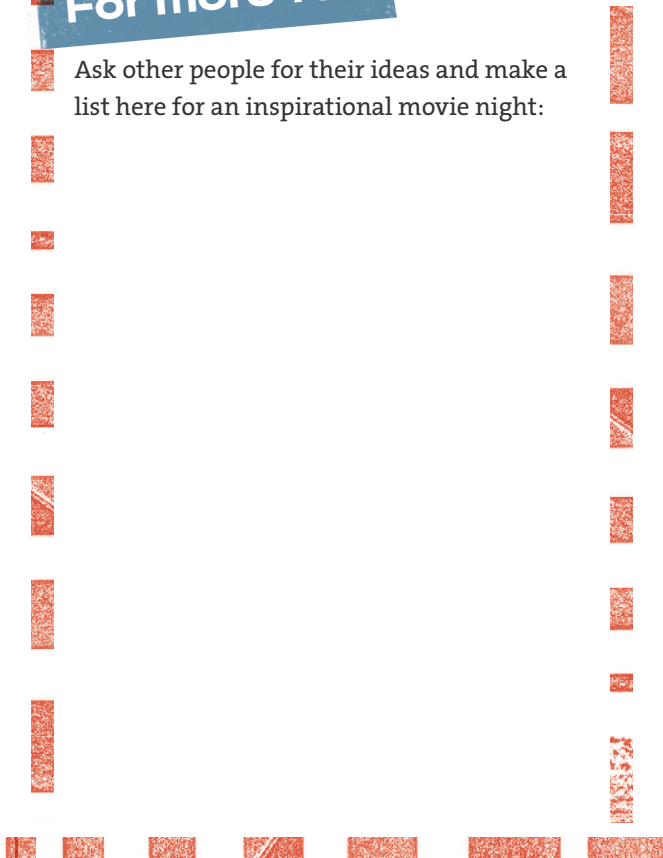 For more
Ask other people for their ideas and make a
list here for an inspirational movie night: